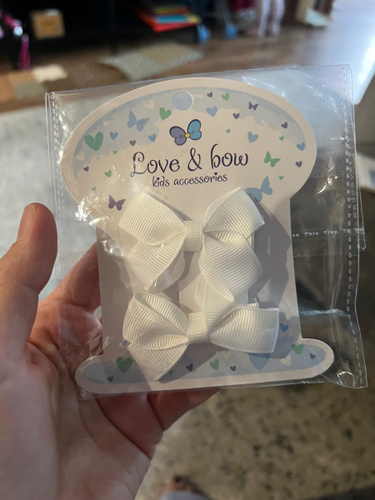 Love & bow
kids accessories